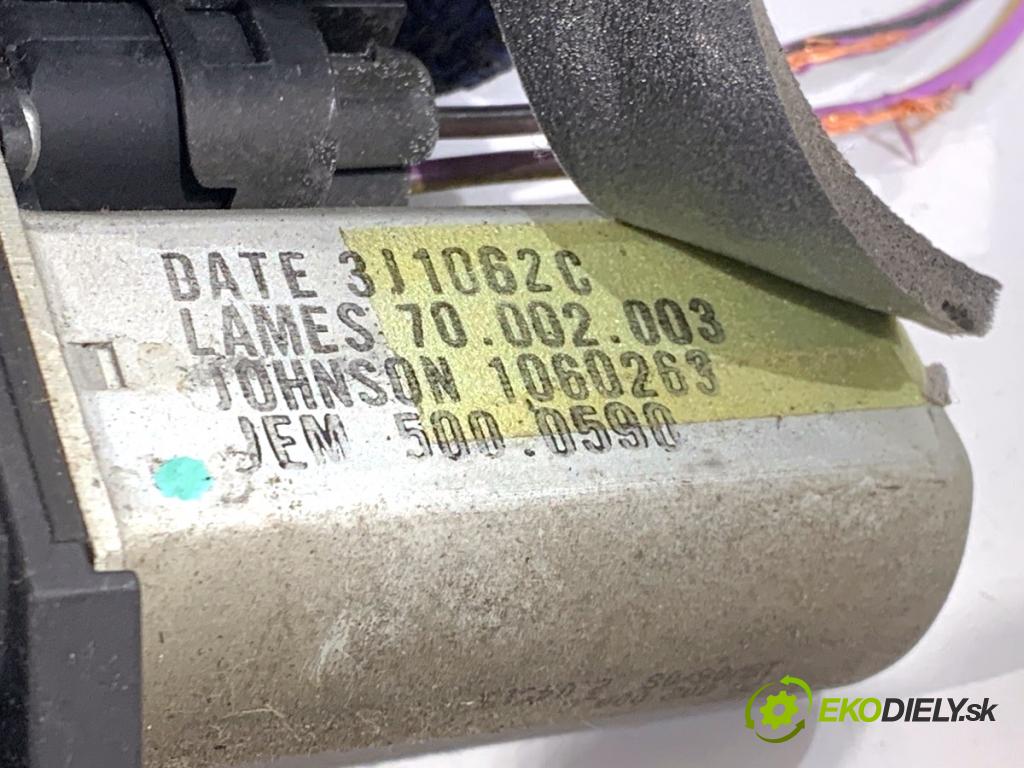 DATE 3J1062C
LAMES 70.002.003
JOHNSON 1060263
JEM 500.0590
EKODIELY.sk